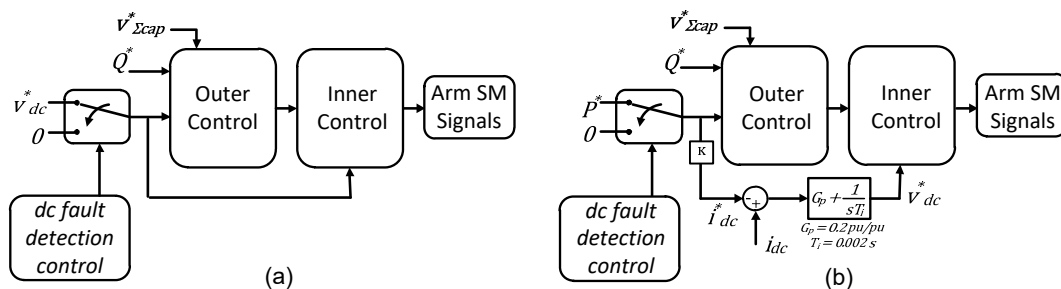 v*Σcap
Q*
v*dc
0
Outer
Control
Inner
Control
Arm SM
Signals
dc fault
detection
control
(a)
v*Σcap
Q*
P*
0
Outer
Control
Inner
Control
Arm SM
Signals
K
i*dc
-
+
Gp + 1/sTi
v*dc
Gp = 0.2 pu/pu
Ti = 0.002 s
idc
dc fault
detection
control
(b)